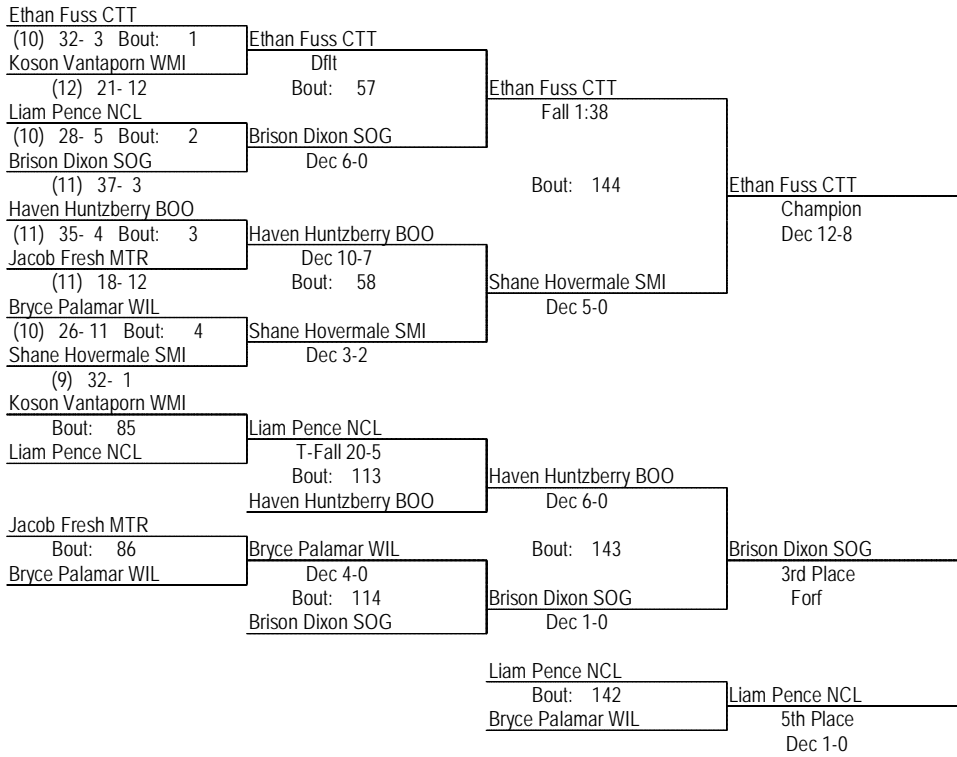 Ethan Fuss CTT
(10) 32- 3 Bout: 1
Ethan Fuss CTT
Koson Vantaporn WMI
Dflt
(12) 21- 12
Bout: 57
Ethan Fuss CTT
Liam Pence NCL
Fall 1:38
(10) 28- 5 Bout: 2
Brison Dixon SOG
Brison Dixon SOG
Dec 6-0
(11) 37- 3
Bout: 144
Ethan Fuss CTT
Haven Huntzberry BOO
Champion
(11) 35- 4 Bout: 3
Haven Huntzberry BOO
Dec 12-8
Jacob Fresh MTR
Dec 10-7
(11) 18- 12
Bout: 58
Shane Hovermale SMI
Bryce Palamar WIL
Dec 5-0
(10) 26- 11 Bout: 4
Shane Hovermale SMI
Shane Hovermale SMI
Dec 3-2
(9) 32- 1
Koson Vantaporn WMI
Bout: 85
Liam Pence NCL
Liam Pence NCL
T-Fall 20-5
Bout: 113
Haven Huntzberry BOO
Haven Huntzberry BOO
Dec 6-0
Jacob Fresh MTR
Bout: 86
Bryce Palamar WIL
Bout: 143
Brison Dixon SOG
Bryce Palamar WIL
Dec 4-0
3rd Place
Bout: 114
Brison Dixon SOG
Forf
Brison Dixon SOG
Dec 1-0
Liam Pence NCL
Bout: 142
Liam Pence NCL
Bryce Palamar WIL
5th Place
Dec 1-0